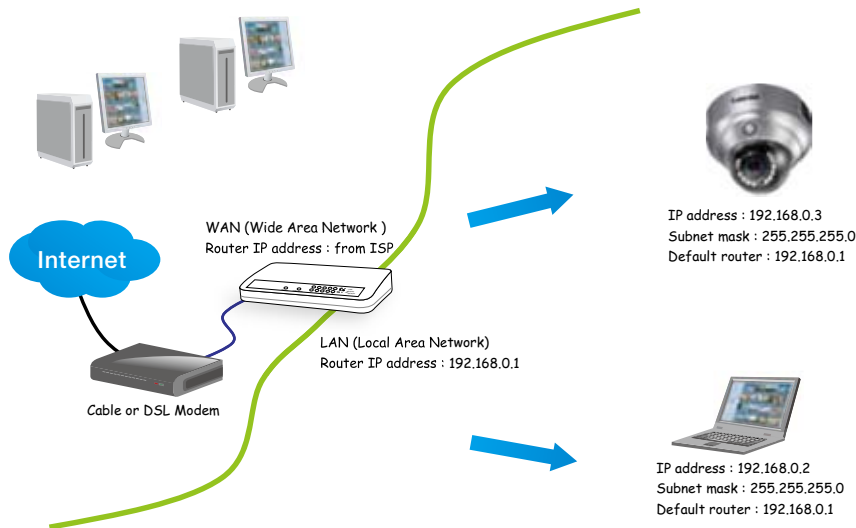 WAN (Wide Area Network )
Router IP address : from ISP
Internet
LAN (Local Area Network)
Router IP address : 192.168.0.1
Cable or DSL Modem
IP address : 192.168.0.3
Subnet mask : 255.255.255.0
Default router : 192.168.0.1
IP address : 192.168.0.2
Subnet mask : 255.255.255.0
Default router : 192.168.0.1